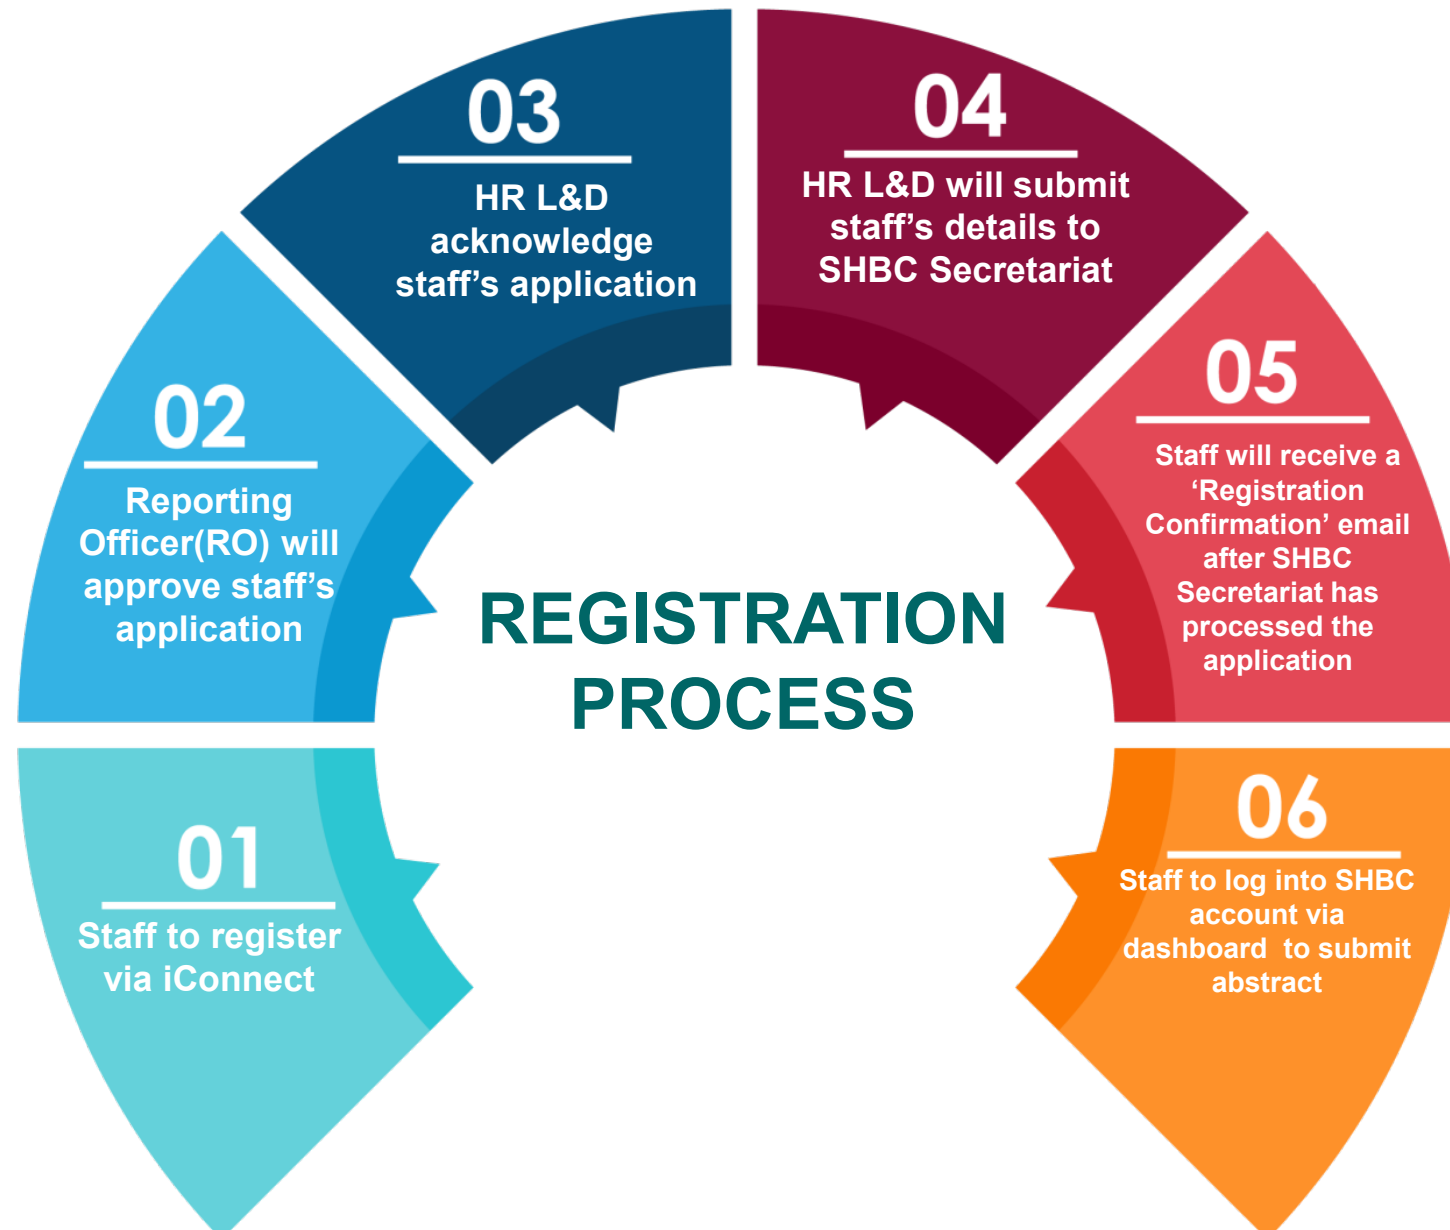 REGISTRATION
PROCESS
01
Staff to register
via iConnect
02
Reporting
Officer(RO) will
approve staff’s
application
03
HR L&D
acknowledge
staff’s application
04
HR L&D will submit
staff’s details to
SHBC Secretariat
05
Staff will receive a
‘Registration
Confirmation’ email
after SHBC
Secretariat has
processed the
application
06
Staff to log into SHBC
account via
dashboard  to submit
abstract